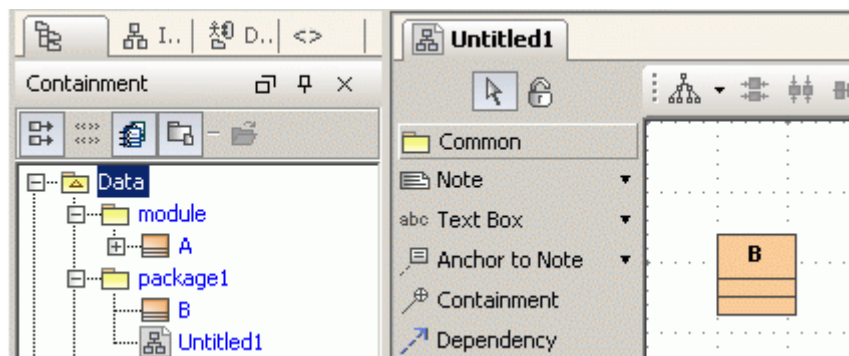 I.. D.. <>
Containment
Data
module
A
package1
B
Untitled1
Untitled1
Common
Note
abc Text Box
Anchor to Note
Containment
Dependency
B